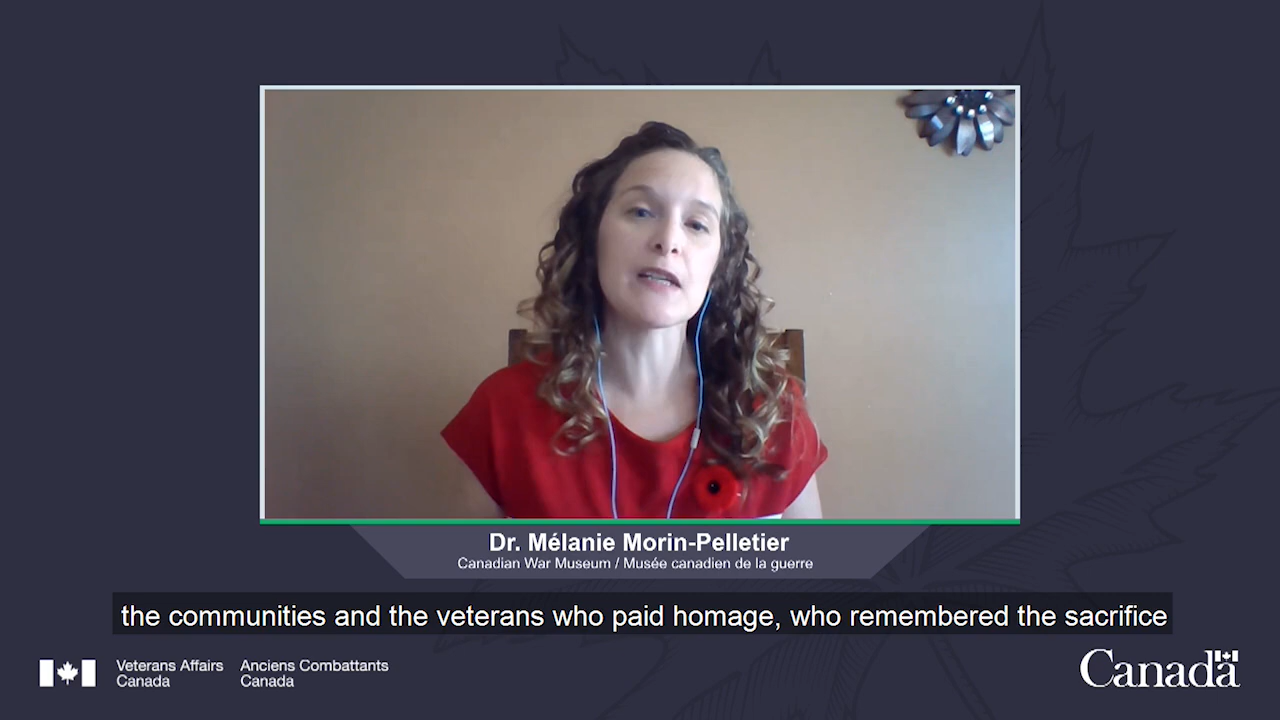 Dr. Mélanie Morin-Pelletier
Canadian War Museum / Musée canadien de la guerre
the communities and the veterans who paid homage, who remembered the sacrifice
Veterans Affairs Anciens Combattants
Canada Canada
Canada